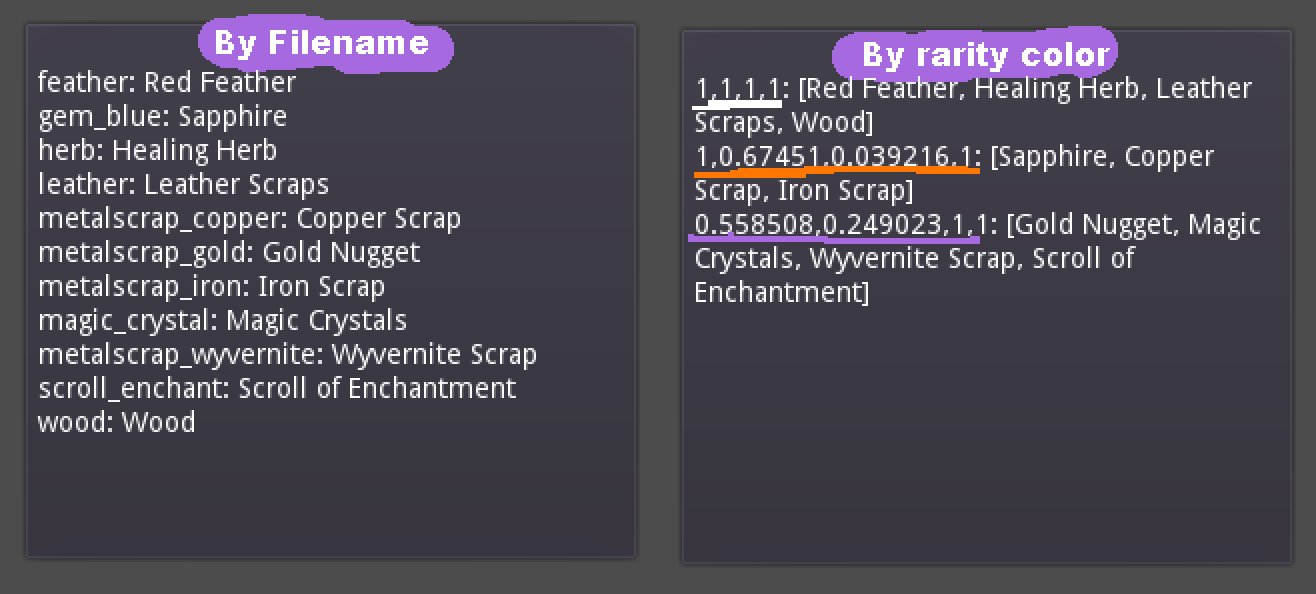 By Filename
feather: Red Feather
gem_blue: Sapphire
herb: Healing Herb
leather: Leather Scraps
metalscrap_copper: Copper Scrap
metalscrap_gold: Gold Nugget
metalscrap_iron: Iron Scrap
magic_crystal: Magic Crystals
metalscrap_wyvernite: Wyvernite Scrap
scroll_enchant: Scroll of Enchantment
wood: Wood
By rarity color
1,1,1,1: [Red Feather, Healing Herb, Leather
Scraps, Wood]
1,0.67451,0.039216,1: [Sapphire, Copper
Scrap, Iron Scrap]
0.558508,0.249023,1,1: [Gold Nugget, Magic
Crystals, Wyvernite Scrap, Scroll of
Enchantment]